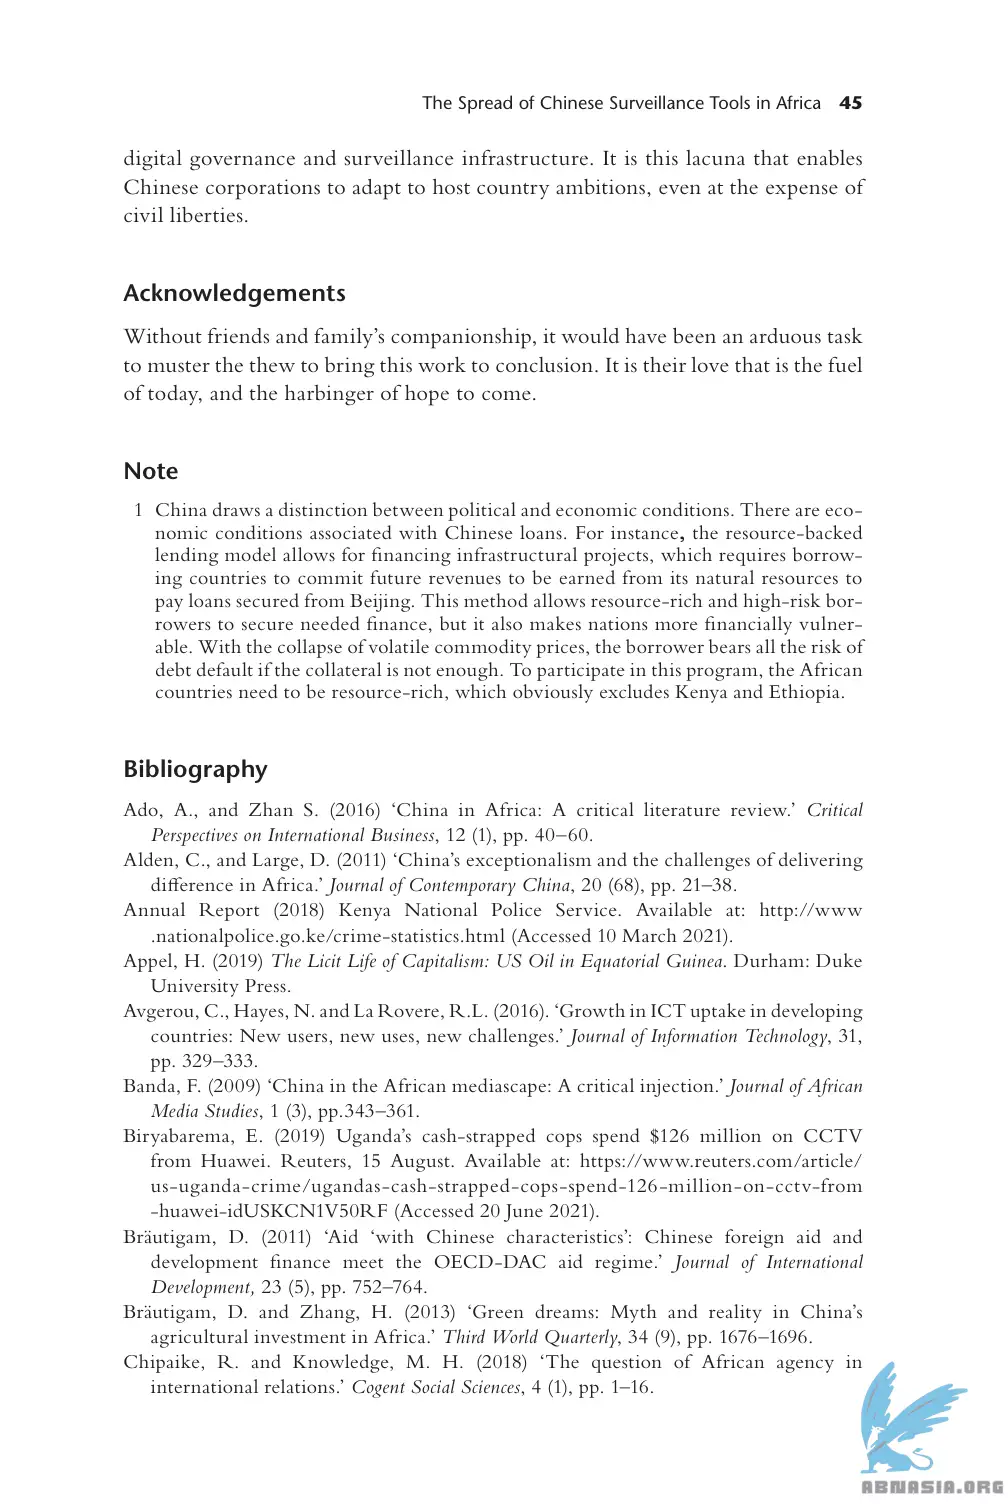 The Spread of Chinese Surveillance Tools in Africa 45
digital governance and surveillance infrastructure. It is this lacuna that enables
Chinese corporations to adapt to host country ambitions, even at the expense of
civil liberties.
Acknowledgements
Without friends and family’s companionship, it would have been an arduous task
to muster the thew to bring this work to conclusion. It is their love that is the fuel
of today, and the harbinger of hope to come.
Note
1 China draws a distinction between political and economic conditions. There are eco-
nomic conditions associated with Chinese loans. For instance, the resource-backed
lending model allows for financing infrastructural projects, which requires borrow-
ing countries to commit future revenues to be earned from its natural resources to
pay loans secured from Beijing. This method allows resource-rich and high-risk bor-
rowers to secure needed finance, but it also makes nations more financially vulner-
able. With the collapse of volatile commodity prices, the borrower bears all the risk of
debt default if the collateral is not enough. To participate in this program, the African
countries need to be resource-rich, which obviously excludes Kenya and Ethiopia.
Bibliography
Ado, A., and Zhan S. (2016) ‘China in Africa: A critical literature review.’ Critical
Perspectives on International Business, 12 (1), pp. 40–60.
Alden, C., and Large, D. (2011) ‘China’s exceptionalism and the challenges of delivering
difference in Africa.’ Journal of Contemporary China, 20 (68), pp. 21–38.
Annual Report (2018) Kenya National Police Service. Available at: http://www
.nationalpolice.go.ke/crime-statistics.html (Accessed 10 March 2021).
Appel, H. (2019) The Licit Life of Capitalism: US Oil in Equatorial Guinea. Durham: Duke
University Press.
Avgerou, C., Hayes, N. and La Rovere, R.L. (2016). ‘Growth in ICT uptake in developing
countries: New users, new uses, new challenges.’ Journal of Information Technology, 31,
pp. 329–333.
Banda, F. (2009) ‘China in the African mediascape: A critical injection.’ Journal of African
Media Studies, 1 (3), pp.343–361.
Biryabarema, E. (2019) Uganda’s cash-strapped cops spend $126 million on CCTV
from Huawei. Reuters, 15 August. Available at: https://www.reuters.com/article/
us-uganda-crime/ugandas-cash-strapped-cops-spend-126-million-on-cctv-from
-huawei-idUSKCN1V50RF (Accessed 20 June 2021).
Bräutigam, D. (2011) ‘Aid ‘with Chinese characteristics’: Chinese foreign aid and
development finance meet the OECD-DAC aid regime.’ Journal of International
Development, 23 (5), pp. 752–764.
Bräutigam, D. and Zhang, H. (2013) ‘Green dreams: Myth and reality in China’s
agricultural investment in Africa.’ Third World Quarterly, 34 (9), pp. 1676–1696.
Chipaike, R. and Knowledge, M. H. (2018) ‘The question of African agency in
international relations.’ Cogent Social Sciences, 4 (1), pp. 1–16.
ABNASIA.ORG